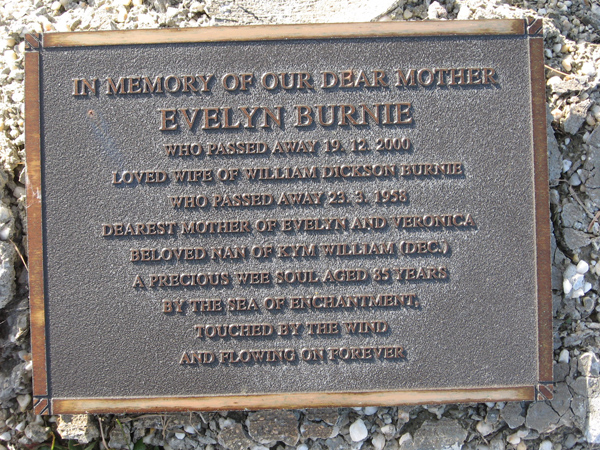 IN MEMORY OF OUR DEAR MOTHER
EVELYN BURNIE
WHO PASSED AWAY 19. 12. 2000
LOVED WIFE OF WILLIAM DICKSON BURNIE
WHO PASSED AWAY 23. 3. 1958
DEAREST MOTHER OF EVELYN AND VERONICA
BELOVED NAN OF KYM WILLIAM (DEC.)
A PRECIOUS WEE SOUL AGED 85 YEARS
BY THE SEA OF ENCHANTMENT,
TOUCHED BY THE WIND
AND FLOWING ON FOREVER